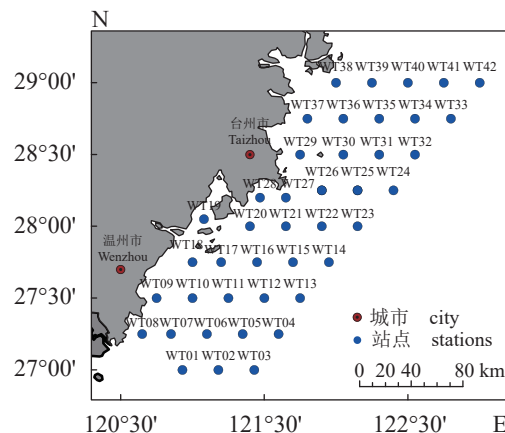 N
WT38 WT39 WT40 WT41 WT42
29°00'
WT37 WT36 WT35 WT34 WT33
台州市
Taizhou
28°30'
WT29 WT30 WT31 WT32
WT26 WT25 WT24
WT28 WT27
WT19
28°00'
WT20 WT21 WT22 WT23
温州市
Wenzhou
WT18 WT17 WT16 WT15 WT14
WT09 WT10 WT11 WT12 WT13
27°30'
城市 city
WT08 WT07 WT06 WT05 WT04
站点 stations
WT01 WT02 WT03
27°00'
0 20 40 80 km
120°30' 121°30' 122°30' E